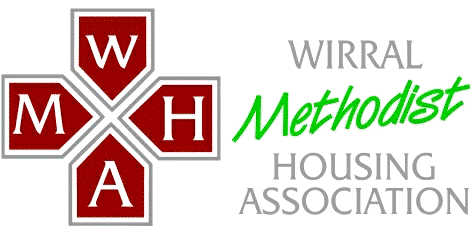 W
M H
A
WIRRAL
Methodist
HOUSING
ASSOCIATION